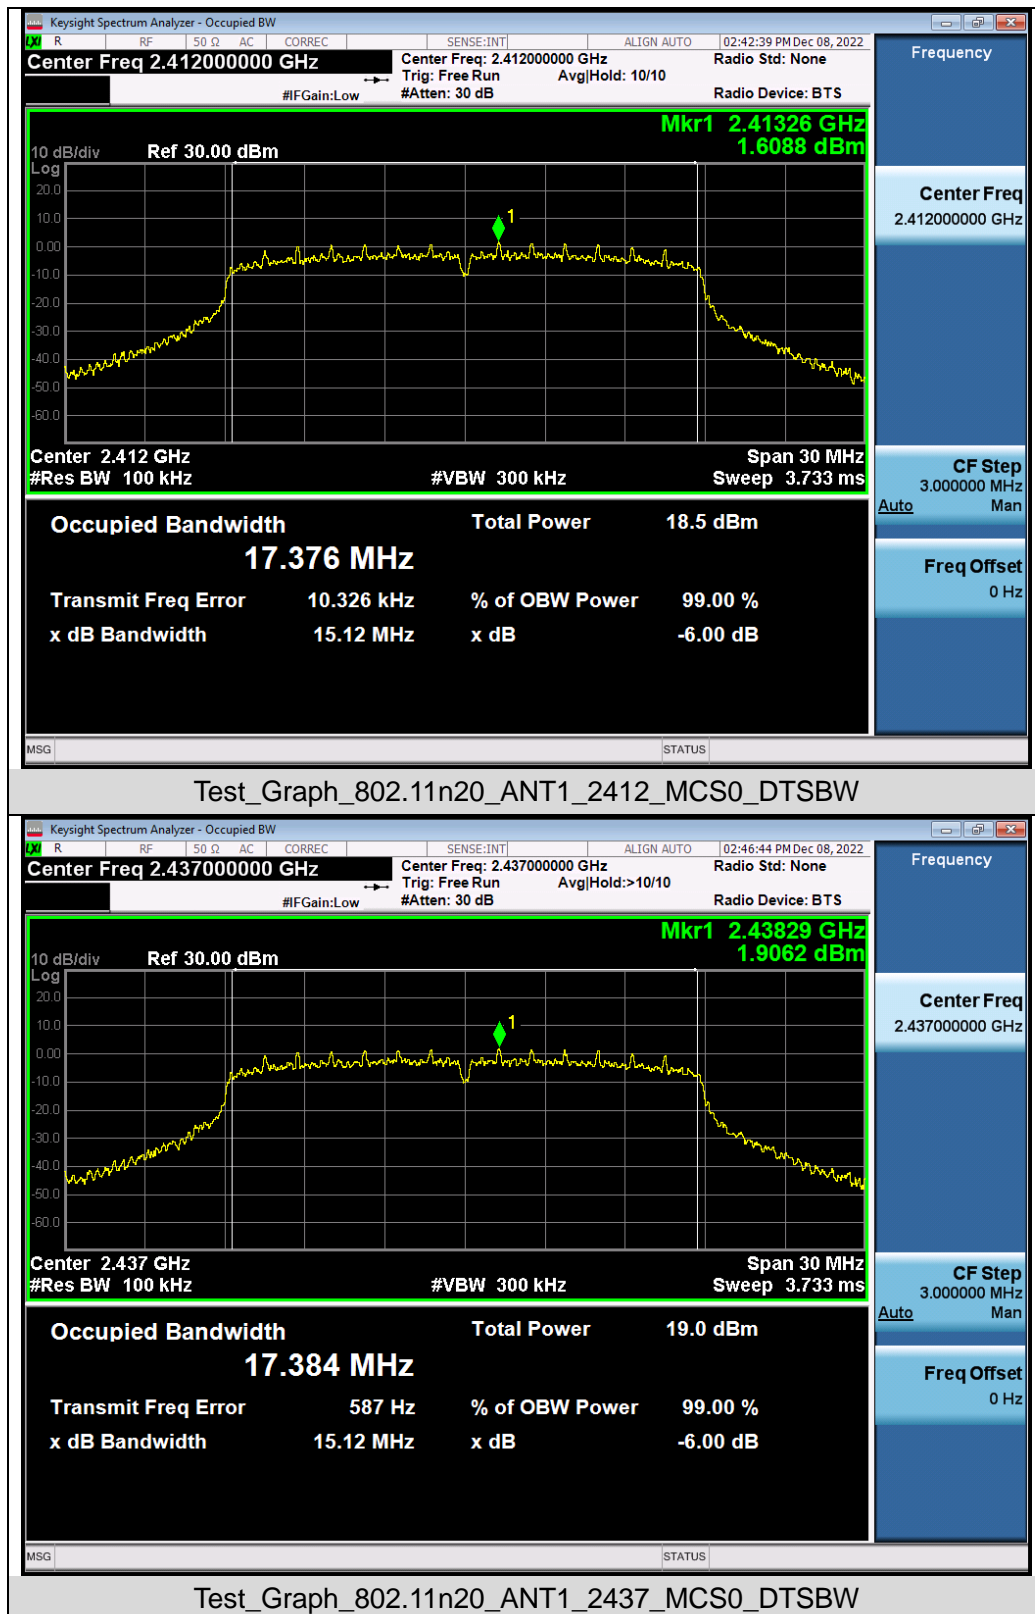 Keysight Spectrum Analyzer - Occupied BW
LXI R RF 50 Ω AC CORREC SENSE:INT ALIGN AUTO 02:42:39 PM Dec 08, 2022
Center Freq 2.412000000 GHz
Center Freq: 2.412000000 GHz
Radio Std: None
Trig: Free Run Avg|Hold: 10/10
#IFGain:Low #Atten: 30 dB Radio Device: BTS
Frequency
Mkr1 2.41326 GHz
1.6088 dBm
10 dB/div Ref 30.00 dBm
Log
20.0
10.0
0.00
-10.0
-20.0
-30.0
-40.0
-50.0
-60.0
1
Center 2.412 GHz Span 30 MHz
#Res BW 100 kHz #VBW 300 kHz Sweep 3.733 ms
Center Freq
2.412000000 GHz
CF Step
3.000000 MHz
Auto Man
Freq Offset
0 Hz
Occupied Bandwidth Total Power 18.5 dBm
17.376 MHz
Transmit Freq Error 10.326 kHz % of OBW Power 99.00 %
x dB Bandwidth 15.12 MHz x dB -6.00 dB
MSG STATUS
Test_Graph_802.11n20_ANT1_2412_MCS0_DTSBW
Keysight Spectrum Analyzer - Occupied BW
LXI R RF 50 Ω AC CORREC SENSE:INT ALIGN AUTO 02:46:44 PM Dec 08, 2022
Center Freq 2.437000000 GHz
Center Freq: 2.437000000 GHz
Radio Std: None
Trig: Free Run Avg|Hold:>10/10
#IFGain:Low #Atten: 30 dB Radio Device: BTS
Frequency
Mkr1 2.43829 GHz
1.9062 dBm
10 dB/div Ref 30.00 dBm
Log
20.0
10.0
0.00
-10.0
-20.0
-30.0
-40.0
-50.0
-60.0
1
Center 2.437 GHz Span 30 MHz
#Res BW 100 kHz #VBW 300 kHz Sweep 3.733 ms
Center Freq
2.437000000 GHz
CF Step
3.000000 MHz
Auto Man
Freq Offset
0 Hz
Occupied Bandwidth Total Power 19.0 dBm
17.384 MHz
Transmit Freq Error 587 Hz % of OBW Power 99.00 %
x dB Bandwidth 15.12 MHz x dB -6.00 dB
MSG STATUS
Test_Graph_802.11n20_ANT1_2437_MCS0_DTSBW